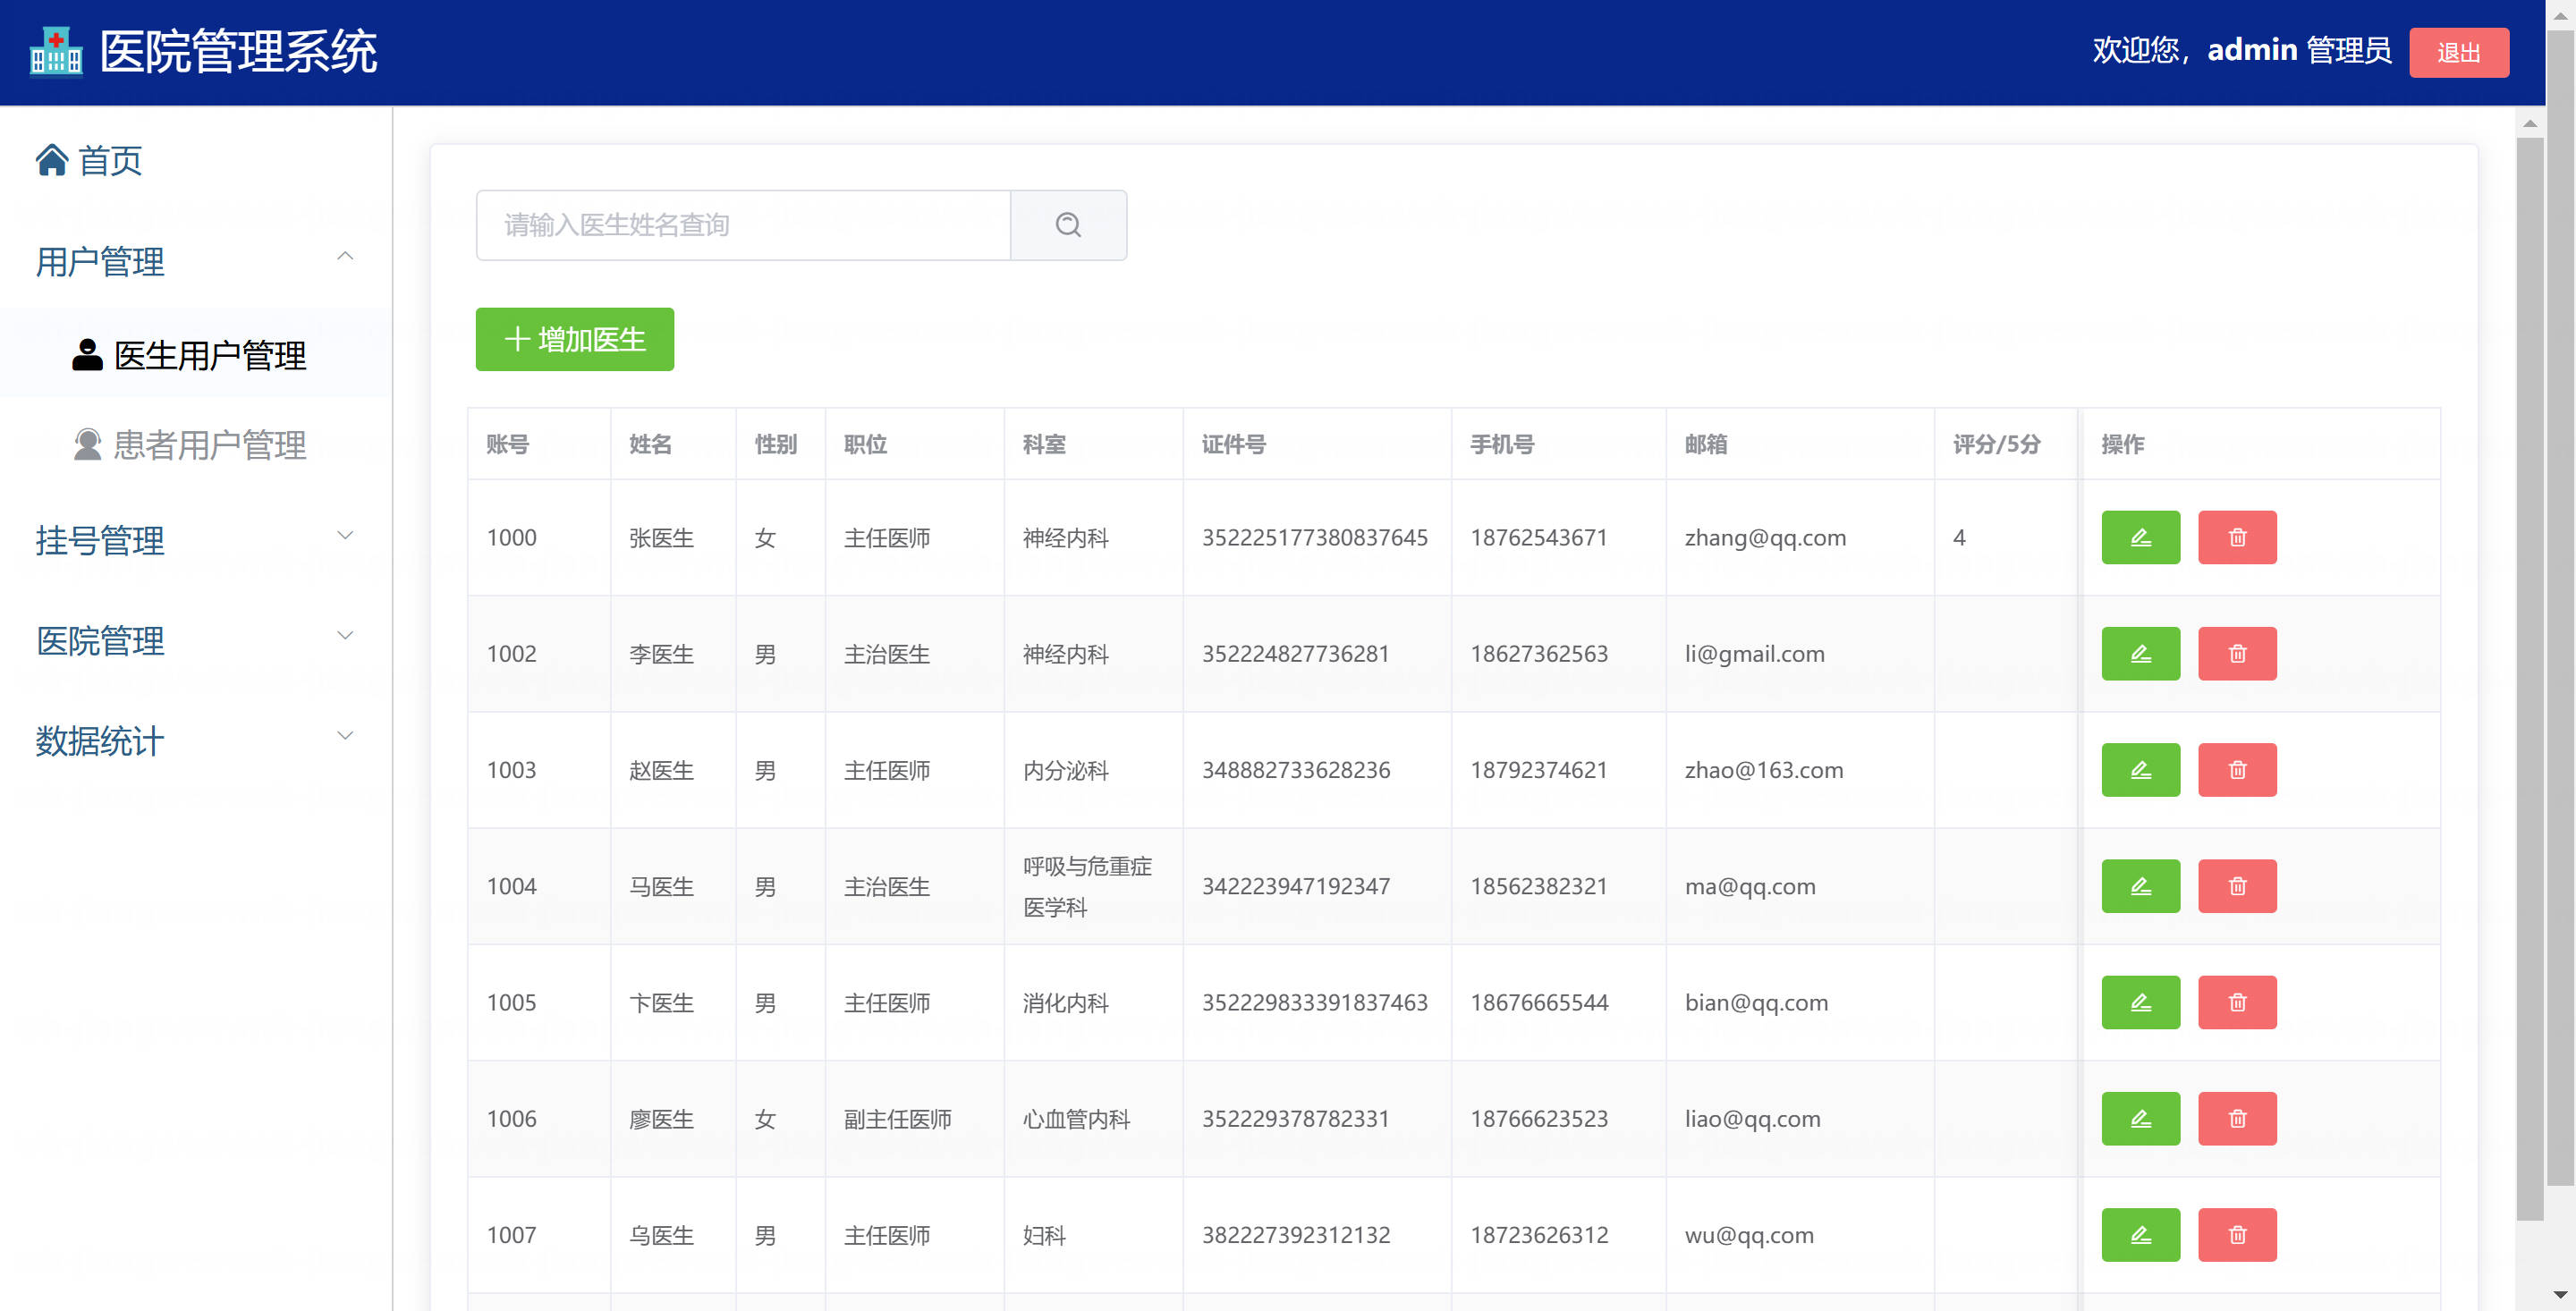 医院管理系统
欢迎您，admin 管理员 退出
首页
用户管理
医生用户管理
患者用户管理
挂号管理
医院管理
数据统计
请输入医生姓名查询
增加医生
账号 姓名 性别 职位 科室 证件号 手机号 邮箱 评分/5分 操作
1000 张医生 女 主任医师 神经内科 352225177380837645 18762543671 zhang@qq.com 4
1002 李医生 男 主治医生 神经内科 352224827736281 18627362563 li@gmail.com
1003 赵医生 男 主任医师 内分泌科 348882733628236 18792374621 zhao@163.com
1004 马医生 男 主治医生 呼吸与危重症
医学科 342223947192347 18562382321 ma@qq.com
1005 卞医生 男 主任医师 消化内科 352229833391837463 18676665544 bian@qq.com
1006 廖医生 女 副主任医师 心血管内科 352229378782331 18766623523 liao@qq.com
1007 乌医生 男 主任医师 妇科 382227392312132 18723626312 wu@qq.com